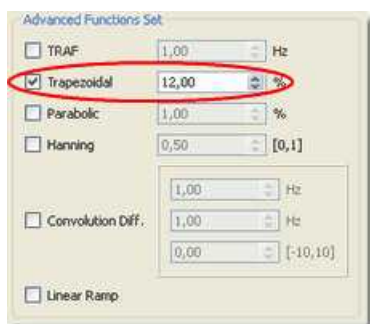 Advanced Functions Set
TRAF 1,00 Hz
Trapezoidal 12,00 %
Parabolic 1,00 %
Hanning 0,50 [0,1]
1,00 Hz
Convolution Diff. 1,00 Hz
0,00 [-10,10]
Linear Ramp